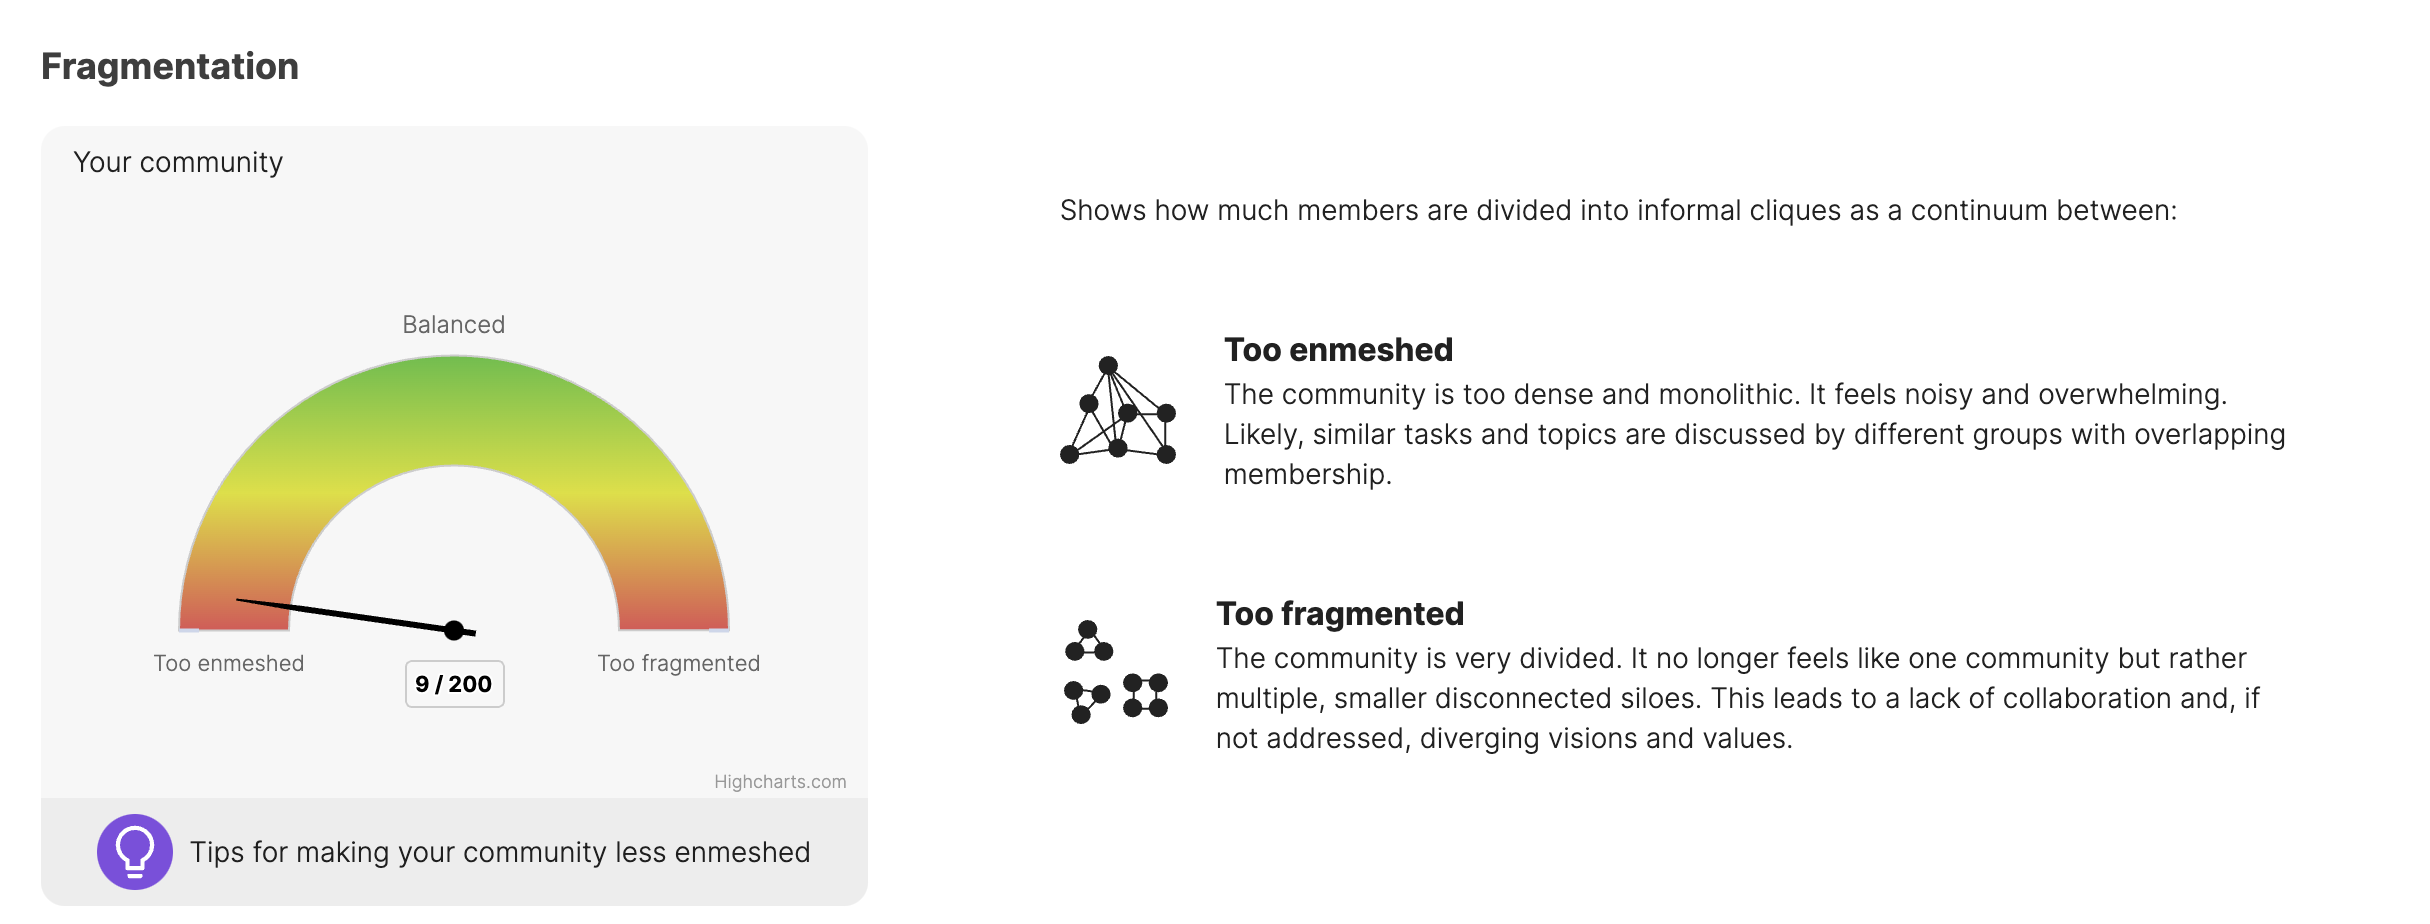 Fragmentation
Your community
Balanced
Too enmeshed
Too fragmented
9 / 200
Highcharts.com
Tips for making your community less enmeshed
Shows how much members are divided into informal cliques as a continuum between:
Too enmeshed
The community is too dense and monolithic. It feels noisy and overwhelming.
Likely, similar tasks and topics are discussed by different groups with overlapping
membership.
Too fragmented
The community is very divided. It no longer feels like one community but rather
multiple, smaller disconnected siloes. This leads to a lack of collaboration and, if
not addressed, diverging visions and values.